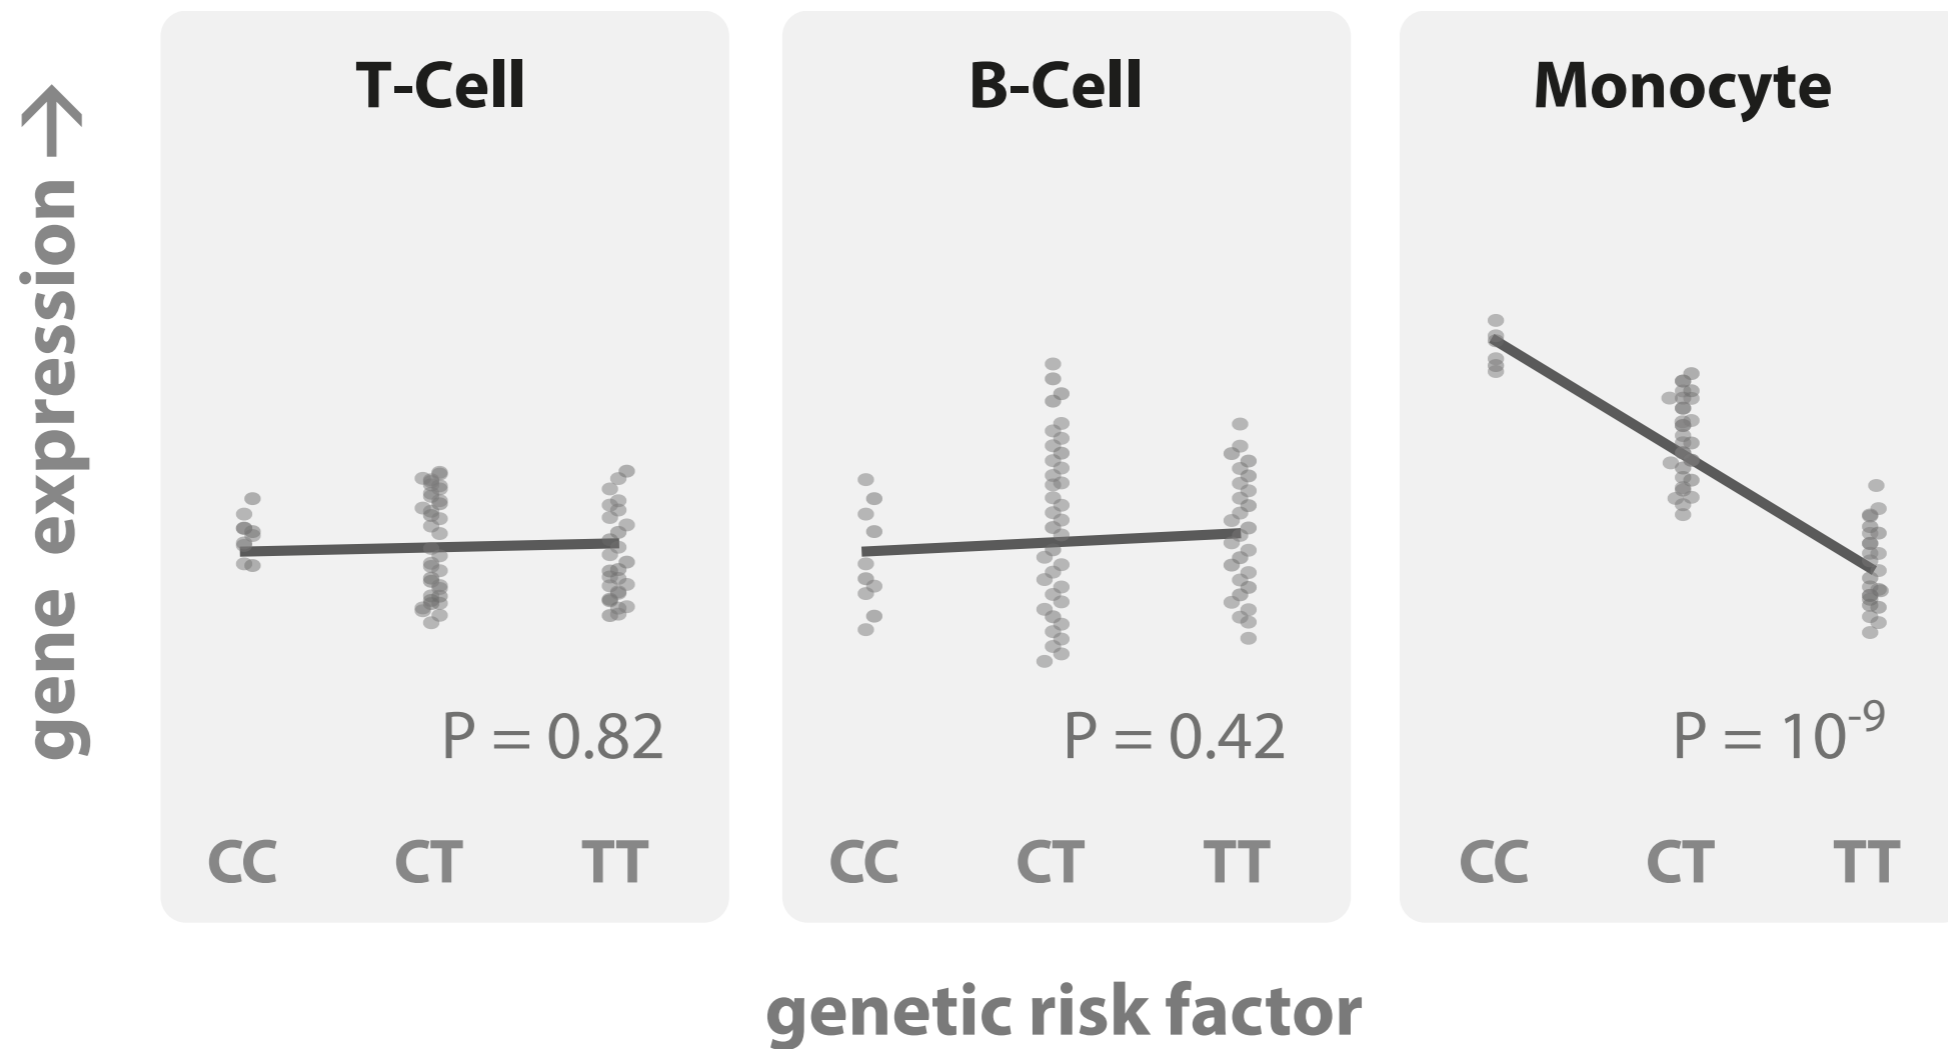 gene expression →
T-Cell
P = 0.82
CC CT TT
B-Cell
P = 0.42
CC CT TT
Monocyte
P = 10⁻⁹
CC CT TT
genetic risk factor